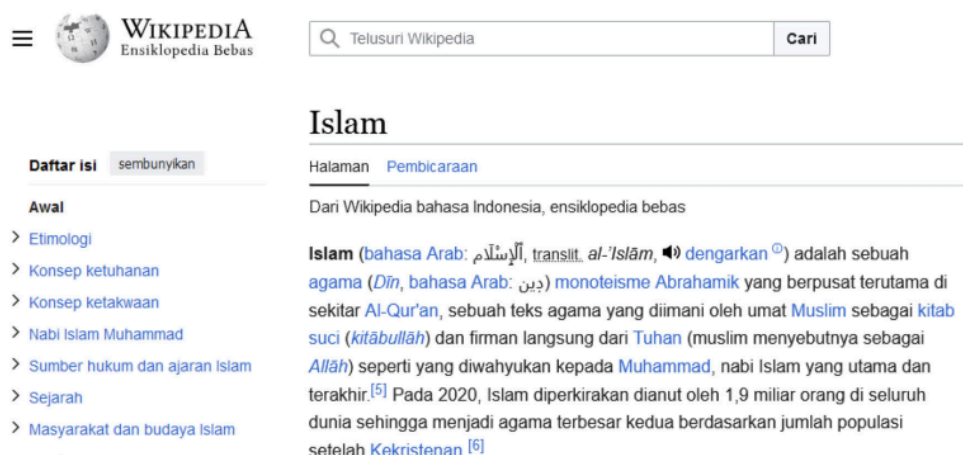 WIKIPEDIA
Ensiklopedia Bebas
Telusuri Wikipedia
Cari
Daftar isi
sembunyikan
Awal
Etimologi
Konsep ketuhanan
Konsep ketakwaan
Nabi Islam Muhammad
Sumber hukum dan ajaran Islam
Sejarah
Masyarakat dan budaya Islam
Islam
Halaman Pembicaraan
Dari Wikipedia bahasa Indonesia, ensiklopedia bebas
Islam (bahasa Arab: ٱلْإِسْلَام, translit. al-ʾIslām, dengarkan) adalah sebuah
agama (Dīn, bahasa Arab: دِين) monoteisme Abrahamik yang berpusat terutama di
sekitar Al-Qur'an, sebuah teks agama yang diimani oleh umat Muslim sebagai kitab
suci (kitābullāh) dan firman langsung dari Tuhan (muslim menyebutnya sebagai
Allāh) seperti yang diwahyukan kepada Muhammad, nabi Islam yang utama dan
terakhir.[5] Pada 2020, Islam diperkirakan dianut oleh 1,9 miliar orang di seluruh
dunia sehingga menjadi agama terbesar kedua berdasarkan jumlah populasi
setelah Kekristenan.[6]